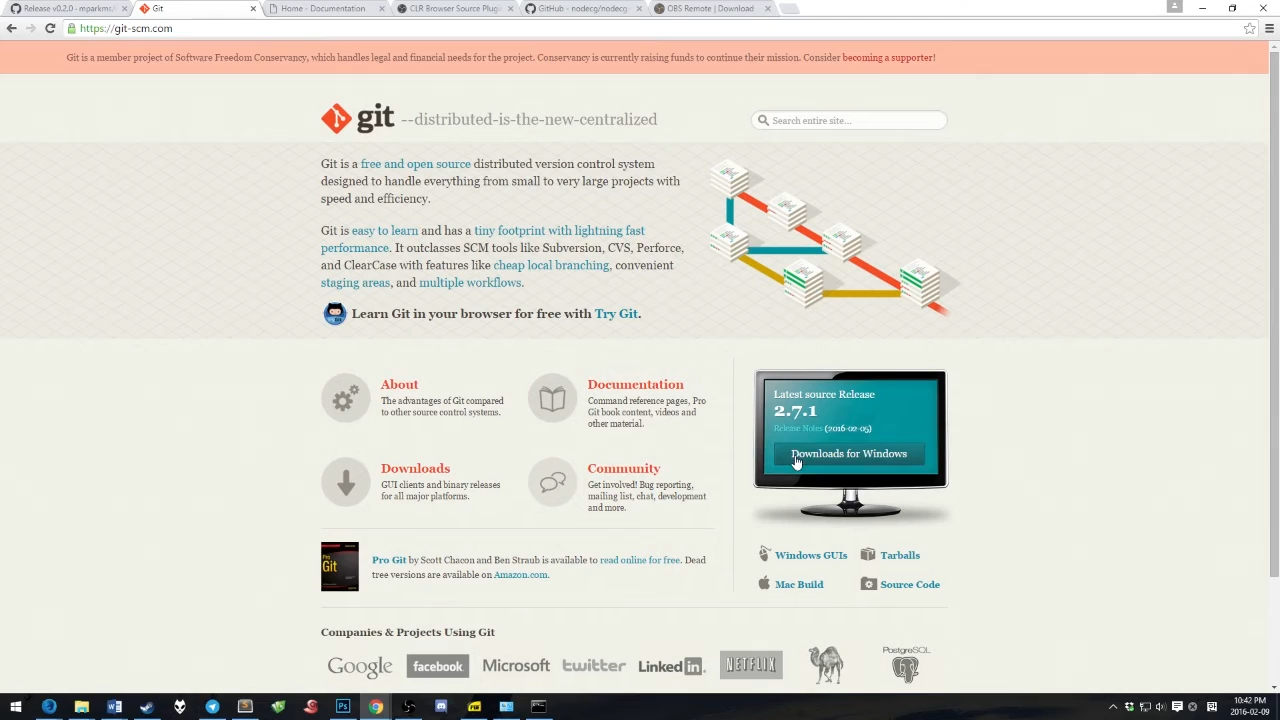 Release v0.2.0 - mparkms/
Git
Home - Documentation
CLR Browser Source Plugi
GitHub - nodecg/nodecg
OBS Remote | Download
https://git-scm.com
Git is a member project of Software Freedom Conservancy, which handles legal and financial needs for the project. Conservancy is currently raising funds to continue their mission. Consider becoming a supporter!
git --distributed-is-the-new-centralized
Search entire site...
Git is a free and open source distributed version control system
designed to handle everything from small to very large projects with
speed and efficiency.
Git is easy to learn and has a tiny footprint with lightning fast
performance. It outclasses SCM tools like Subversion, CVS, Perforce,
and ClearCase with features like cheap local branching, convenient
staging areas, and multiple workflows.
Learn Git in your browser for free with Try Git.
About
The advantages of Git compared
to other source control systems.
Documentation
Command reference pages, Pro
Git book content, videos and
other material.
Downloads
GUI clients and binary releases
for all major platforms.
Community
Get involved! Bug reporting,
mailing list, chat, development
and more.
Latest source Release
2.7.1
Release Notes (2016-02-05)
Downloads for Windows
Windows GUIs
Tarballs
Mac Build
Source Code
Pro
Git
Pro Git by Scott Chacon and Ben Straub is available to read online for free. Dead
tree versions are available on Amazon.com.
Companies & Projects Using Git
Google
facebook
Microsoft
twitter
LinkedIn
NETFLIX
PostgreSQL
10:42 PM
2016-02-09